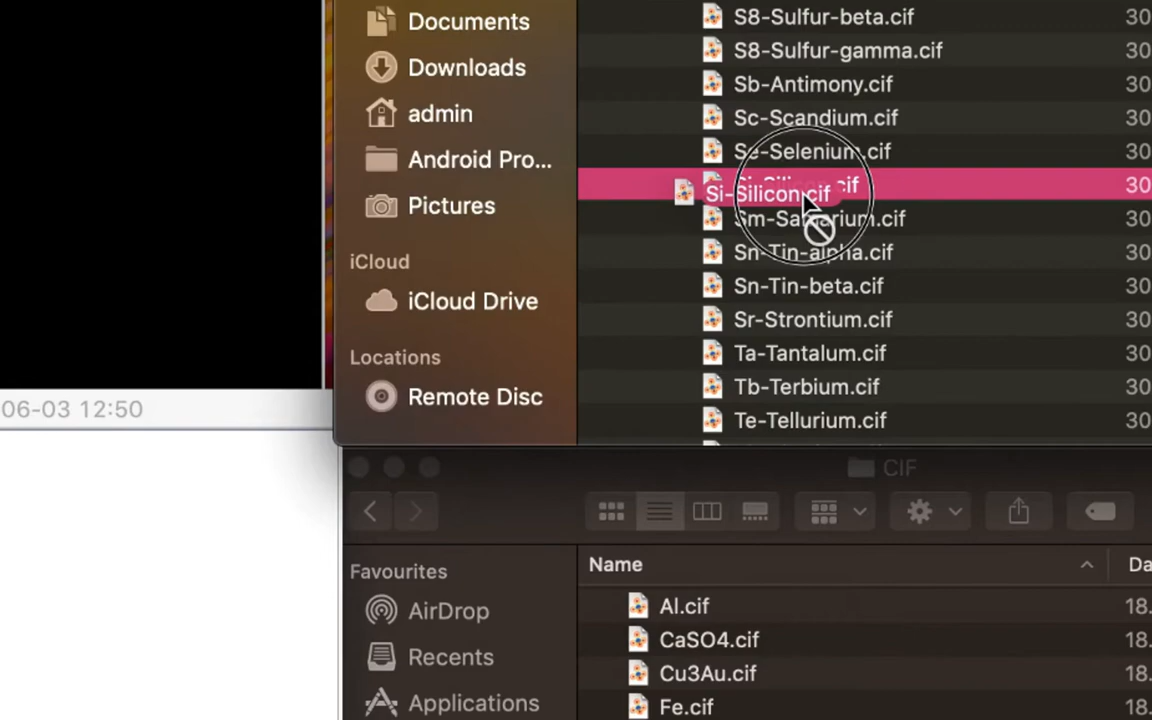 Documents
Downloads
admin
Android Pro...
Pictures
iCloud
iCloud Drive
Locations
Remote Disc
S8-Sulfur-beta.cif
30
S8-Sulfur-gamma.cif
30
Sb-Antimony.cif
30
Sc-Scandium.cif
30
Se-Selenium.cif
30
Si-Silicon.cif
30
Si-Silicon.cif
Sm-Samarium.cif
30
Sn-Tin-alpha.cif
30
Sn-Tin-beta.cif
30
Sr-Strontium.cif
30
Ta-Tantalum.cif
30
Tb-Terbium.cif
30
Te-Tellurium.cif
30
06-03 12:50
CIF
Favourites
AirDrop
Recents
Applications
Name
Da
Al.cif
18.
CaSO4.cif
18.
Cu3Au.cif
18.
Fe.cif
18.